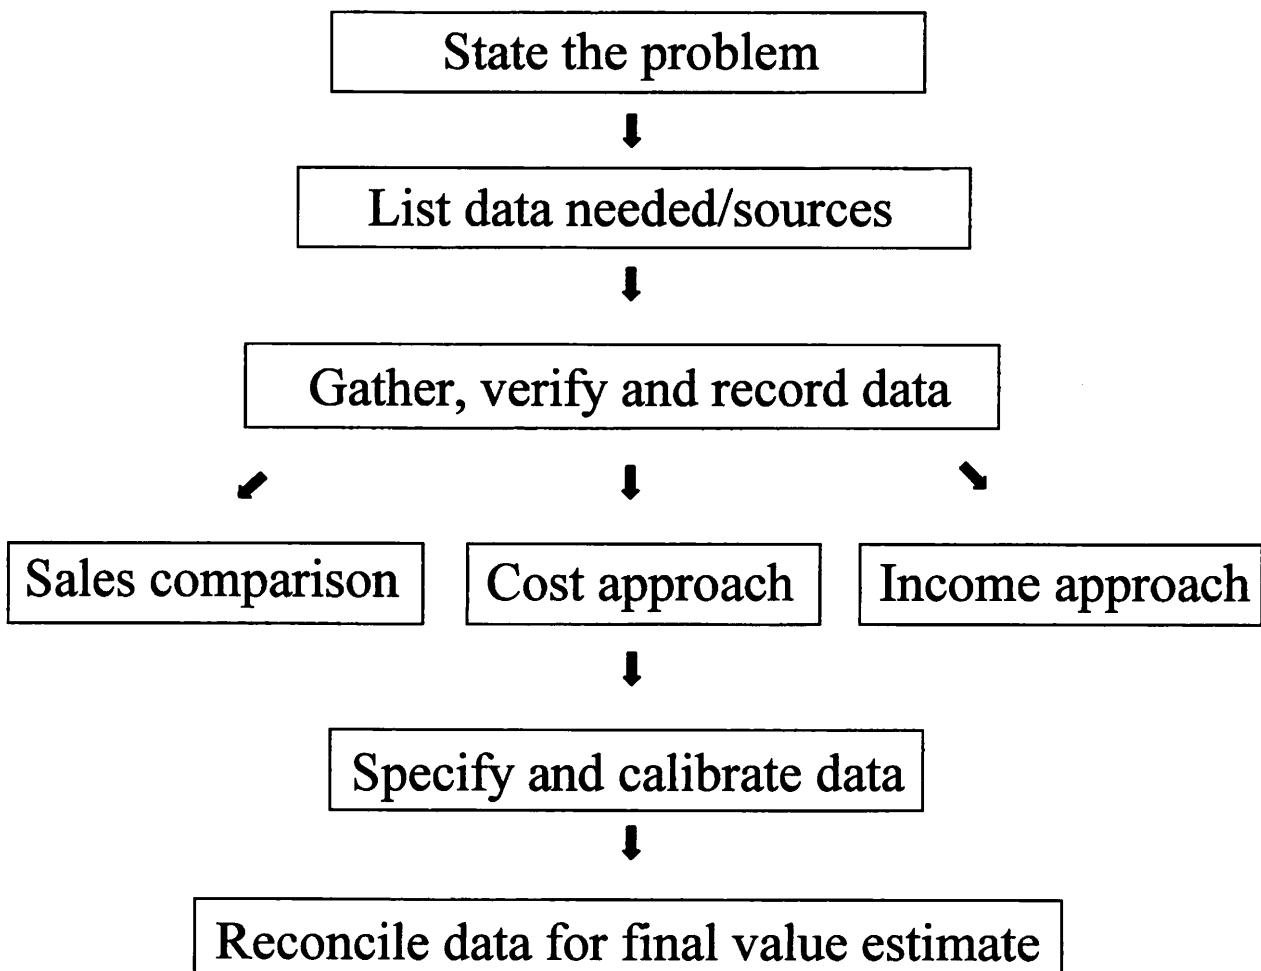 State the problem
List data needed/sources
Gather, verify and record data
Sales comparison
Cost approach
Income approach
Specify and calibrate data
Reconcile data for final value estimate